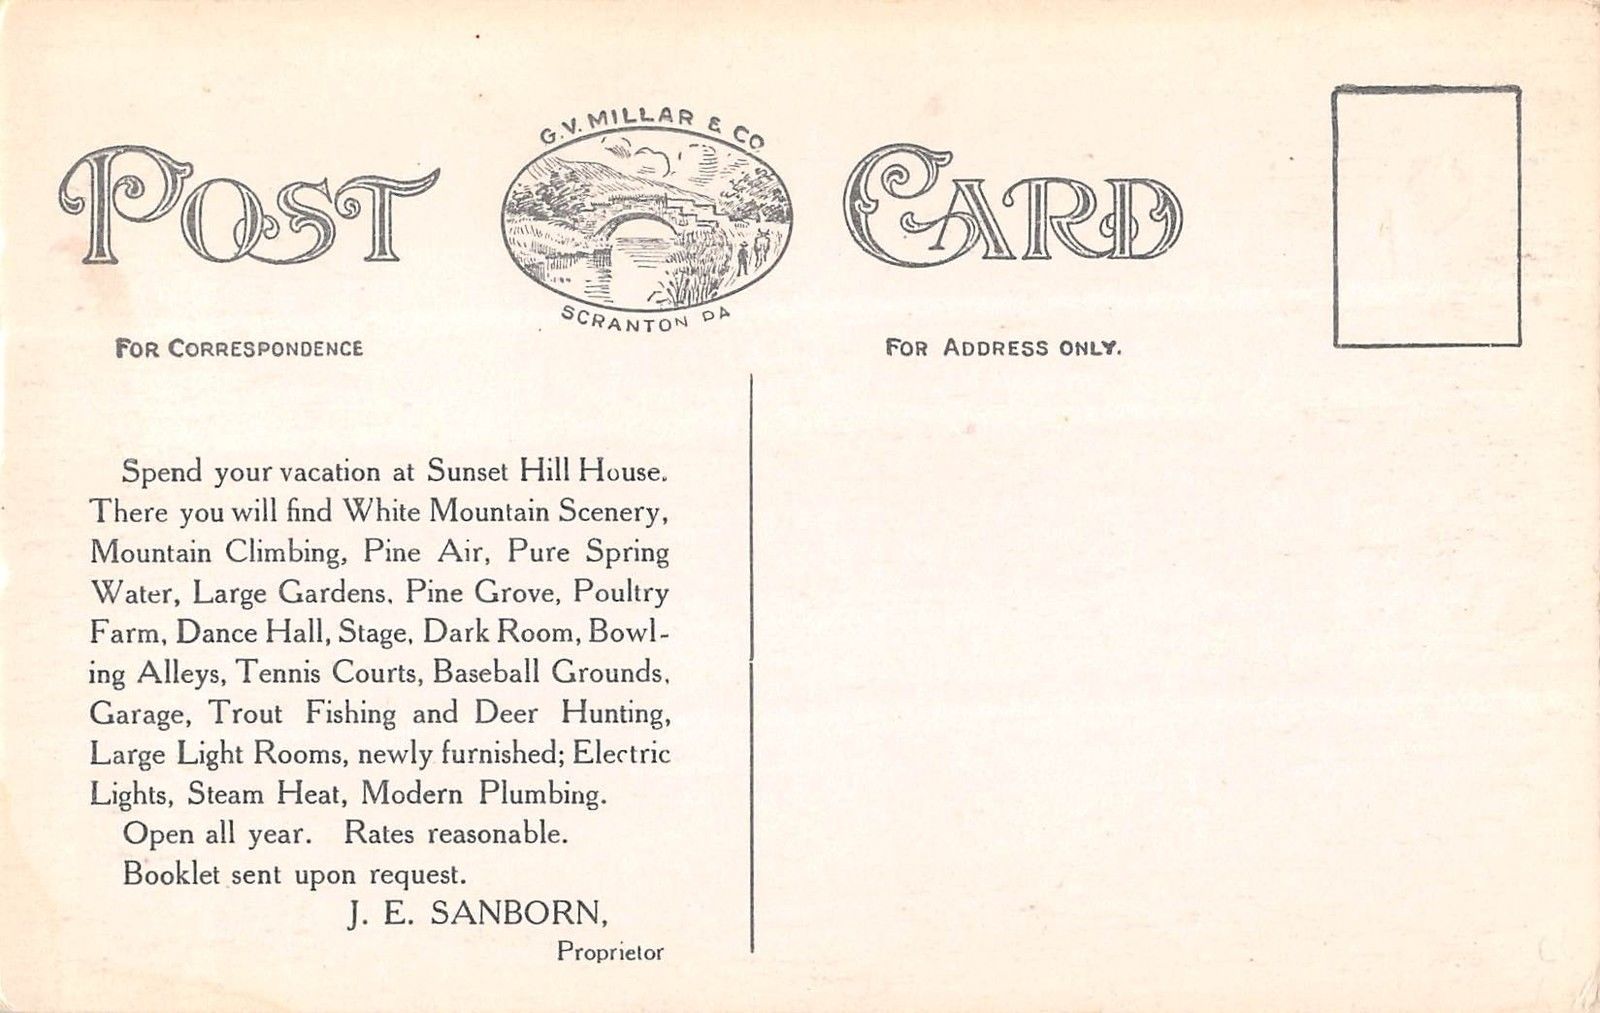 G.V. MILLAR & CO
POST CARD
SCRANTON PA
FOR CORRESPONDENCE
FOR ADDRESS ONLY.
Spend your vacation at Sunset Hill House.
There you will find White Mountain Scenery,
Mountain Climbing, Pine Air, Pure Spring
Water, Large Gardens, Pine Grove, Poultry
Farm, Dance Hall, Stage, Dark Room, Bowl-
ing Alleys, Tennis Courts, Baseball Grounds,
Garage, Trout Fishing and Deer Hunting,
Large Light Rooms, newly furnished; Electric
Lights, Steam Heat, Modern Plumbing.
Open all year. Rates reasonable.
Booklet sent upon request.
J. E. SANBORN,
Proprietor